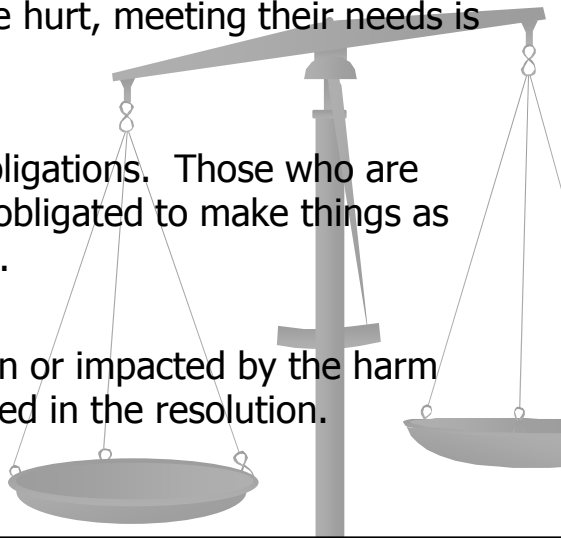 e hurt, meeting their needs is
ligations. Those who are
obligated to make things as
.
n or impacted by the harm
ed in the resolution.